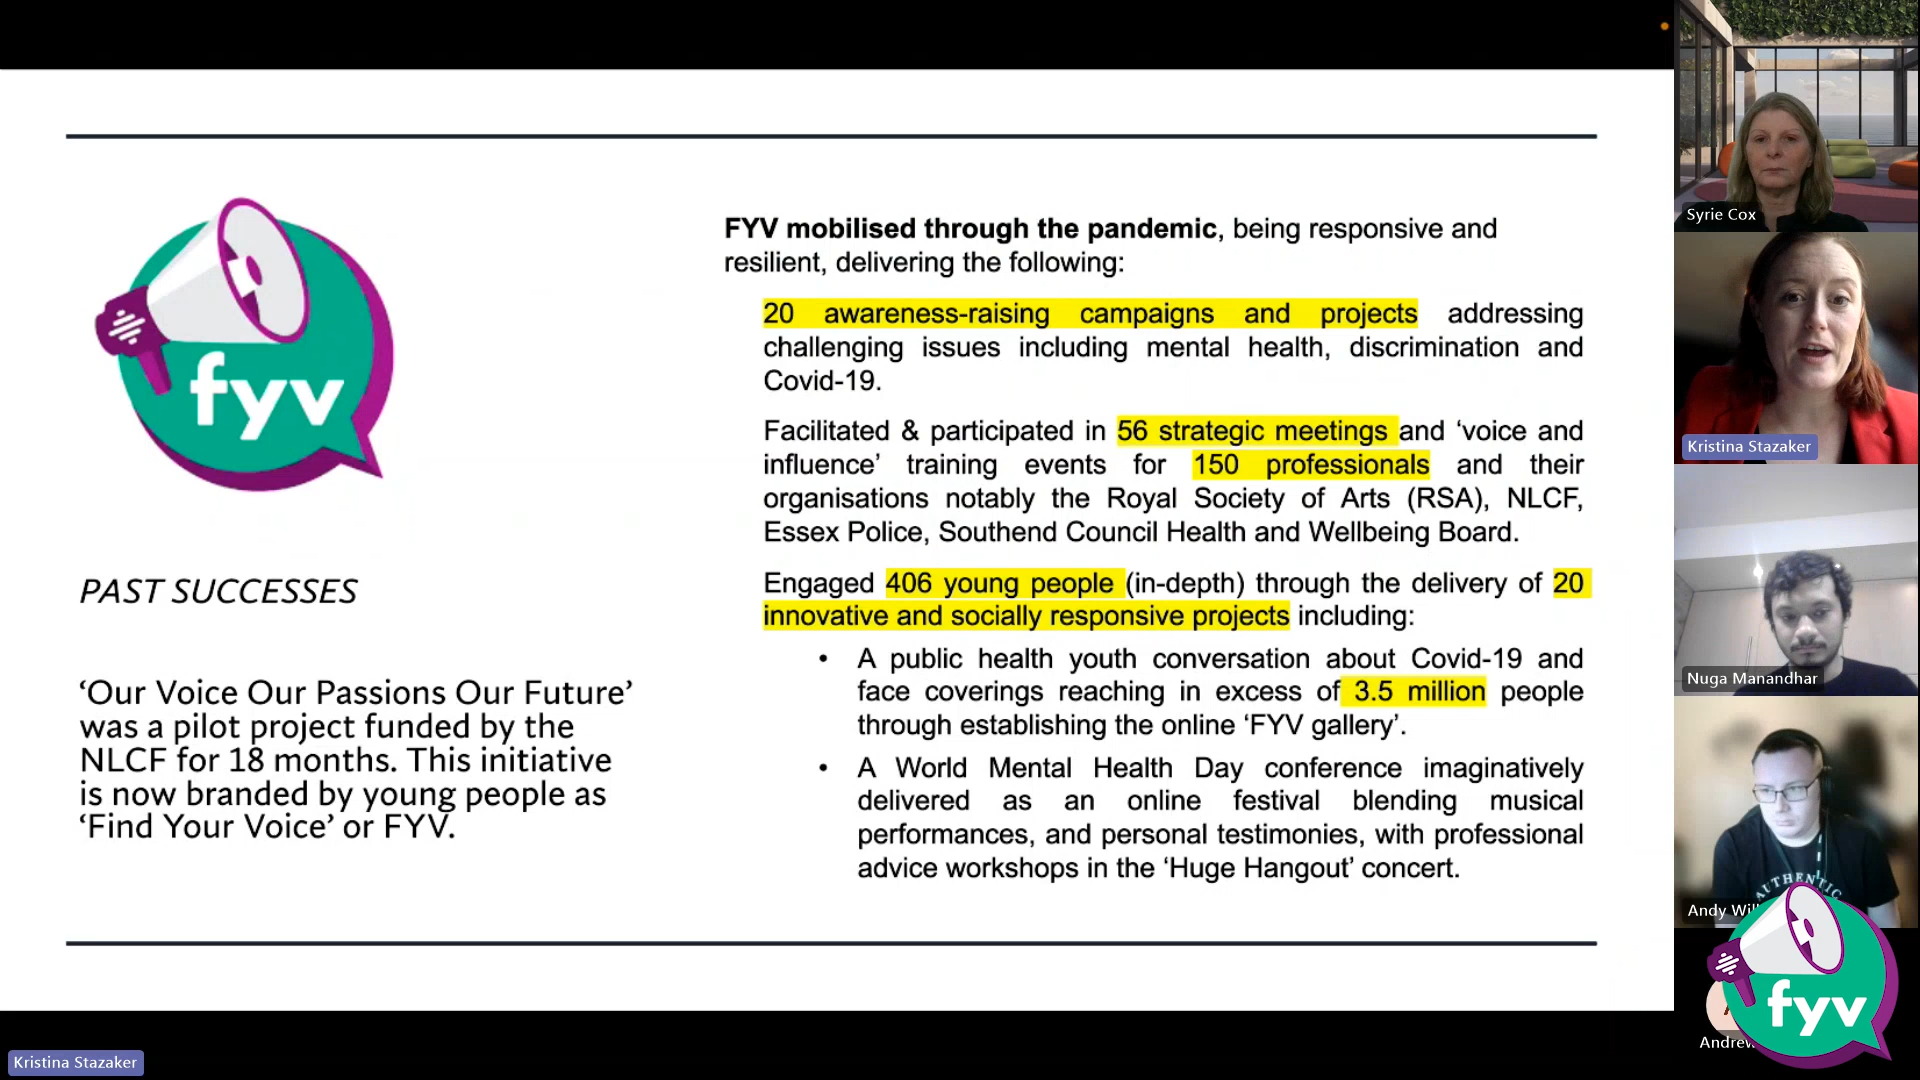 fyv
PAST SUCCESSES
‘Our Voice Our Passions Our Future’
was a pilot project funded by the
NLCF for 18 months. This initiative
is now branded by young people as
‘Find Your Voice’ or FYV.
FYV mobilised through the pandemic, being responsive and
resilient, delivering the following:
20 awareness-raising campaigns and projects addressing
challenging issues including mental health, discrimination and
Covid-19.
Facilitated & participated in 56 strategic meetings and ‘voice and
influence’ training events for 150 professionals and their
organisations notably the Royal Society of Arts (RSA), NLCF,
Essex Police, Southend Council Health and Wellbeing Board.
Engaged 406 young people (in-depth) through the delivery of 20
innovative and socially responsive projects including:
• A public health youth conversation about Covid-19 and
face coverings reaching in excess of 3.5 million people
through establishing the online ‘FYV gallery’.
• A World Mental Health Day conference imaginatively
delivered as an online festival blending musical
performances, and personal testimonies, with professional
advice workshops in the ‘Huge Hangout’ concert.
Syrie Cox
Kristina Stazaker
Nuga Manandhar
AUTHENTIC
Andy
fyv
Kristina Stazaker